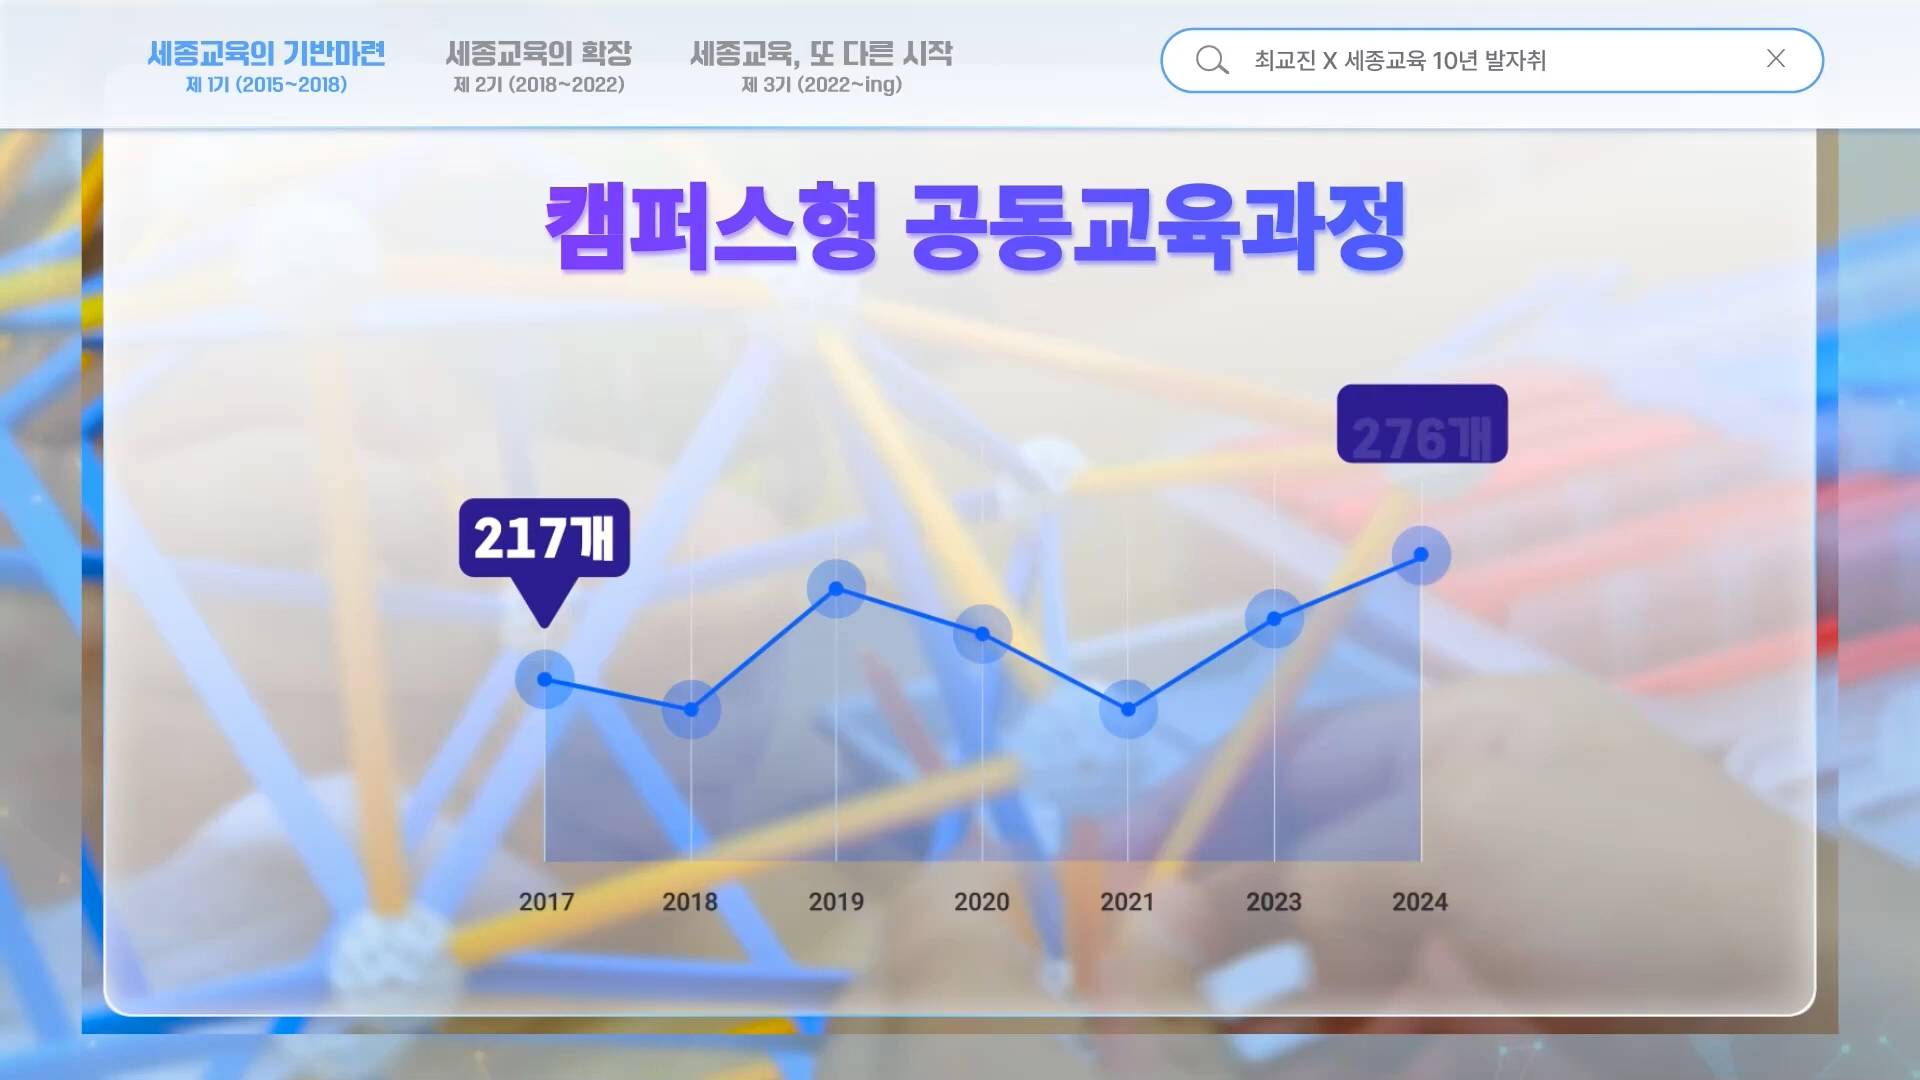 세종교육의 기반마련
제 1기 (2015~2018)
세종교육의 확장
제 2기 (2018~2022)
세종교육, 또 다른 시작
제 3기 (2022~ing)
최교진 X 세종교육 10년 발자취
캠퍼스형 공동교육과정
276개
217개
2017 2018 2019 2020 2021 2023 2024